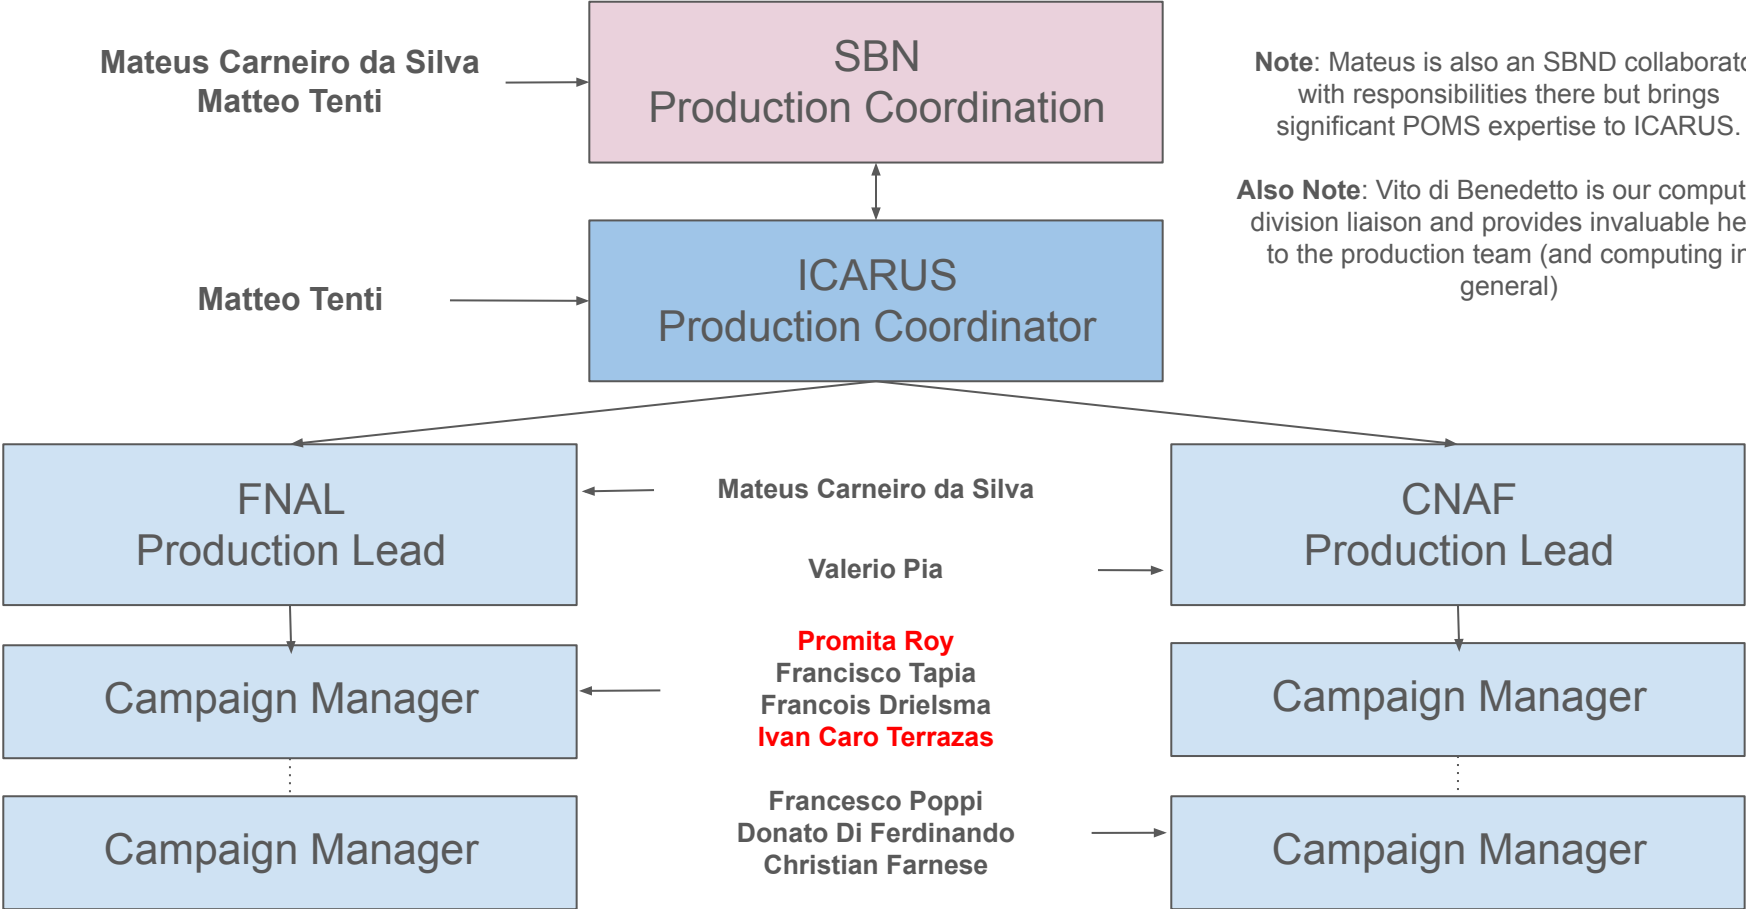 Mateus Carneiro da Silva
Matteo Tenti
SBN
Production Coordination
Note: Mateus is also an SBND
with responsibilities there but brings
significant POMS expertise to ICARUS.
Also Note: Vito di Benedetto is our
division liaison and provides invaluable
to the production team (and computing in
general)
Matteo Tenti
ICARUS
Production Coordinator
FNAL
Production Lead
Mateus Carneiro da Silva
Valerio Pia
CNAF
Production Lead
Campaign Manager
Promita Roy
Francisco Tapia
Francois Drielsma
Ivan Caro Terrazas
Campaign Manager
Campaign Manager
Francesco Poppi
Donato Di Ferdinando
Christian Farnese
Campaign Manager